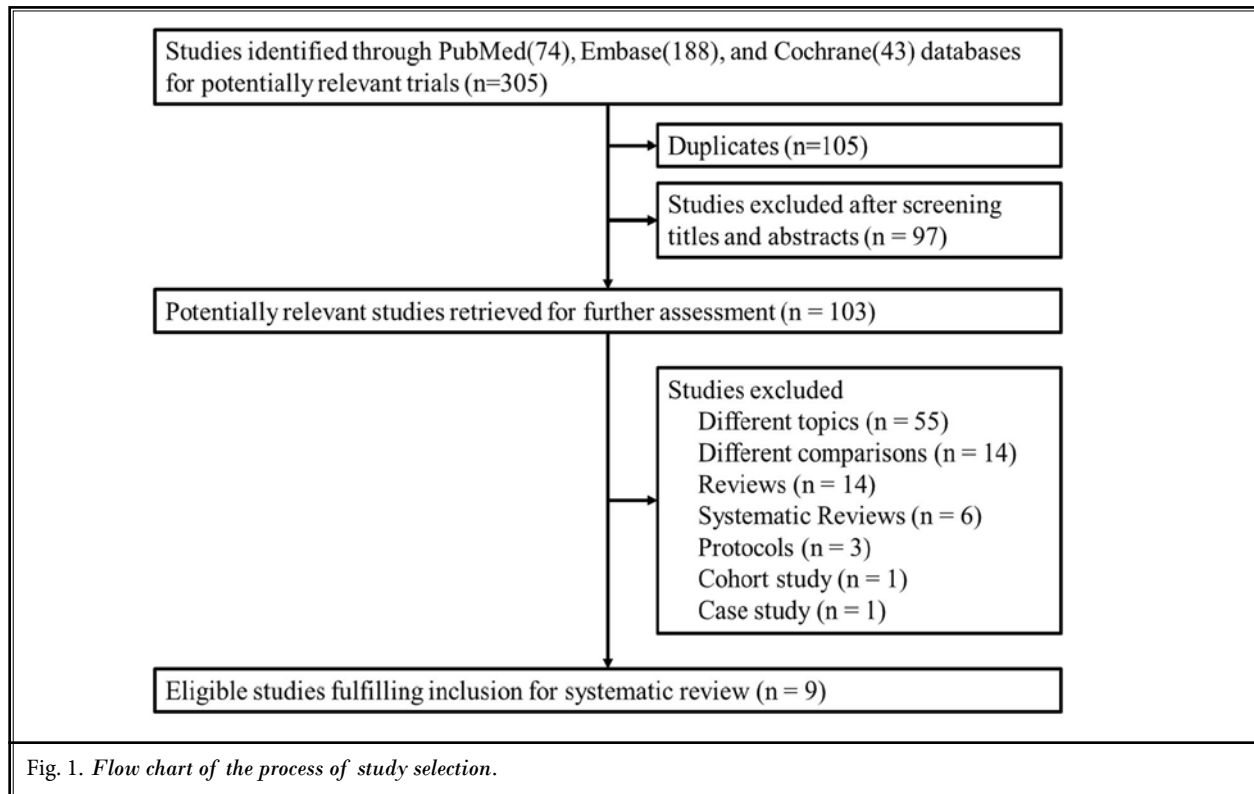 Studies identified through PubMed(74), Embase(188), and Cochrane(43) databases
for potentially relevant trials (n=305)
Duplicates (n=105)
Studies excluded after screening
titles and abstracts (n = 97)
Potentially relevant studies retrieved for further assessment (n = 103)
Studies excluded
Different topics (n = 55)
Different comparisons (n = 14)
Reviews (n = 14)
Systematic Reviews (n = 6)
Protocols (n = 3)
Cohort study (n = 1)
Case study (n = 1)
Eligible studies fulfilling inclusion for systematic review (n = 9)
Fig. 1. Flow chart of the process of study selection.